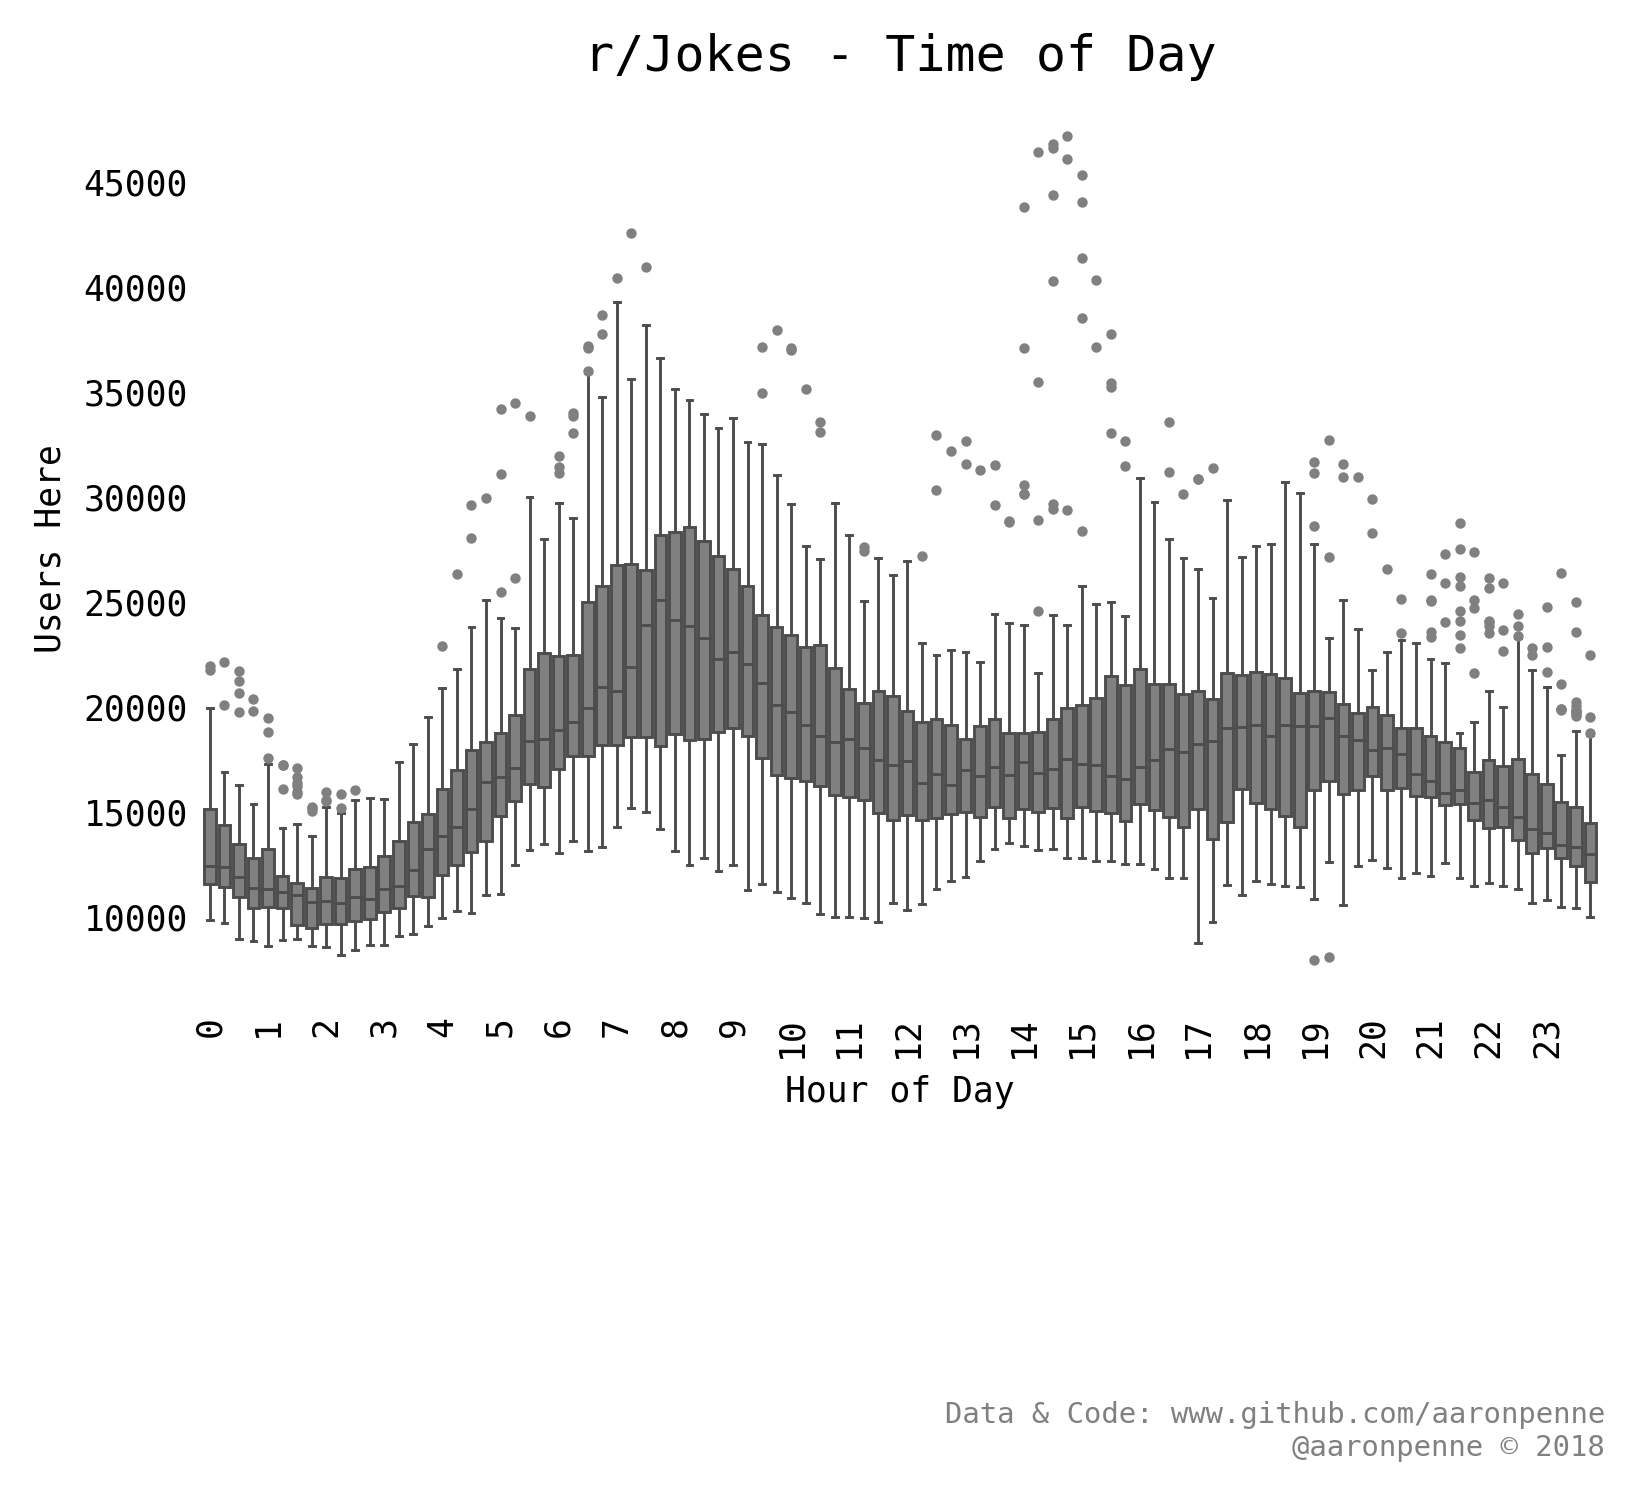 r/Jokes - Time of Day
Users Here
45000
40000
35000
30000
25000
20000
15000
10000
0 1 2 3 4 5 6 7 8 9 10 11 12 13 14 15 16 17 18 19 20 21 22 23
Hour of Day
Data & Code: www.github.com/aaronpenne
@aaronpenne © 2018